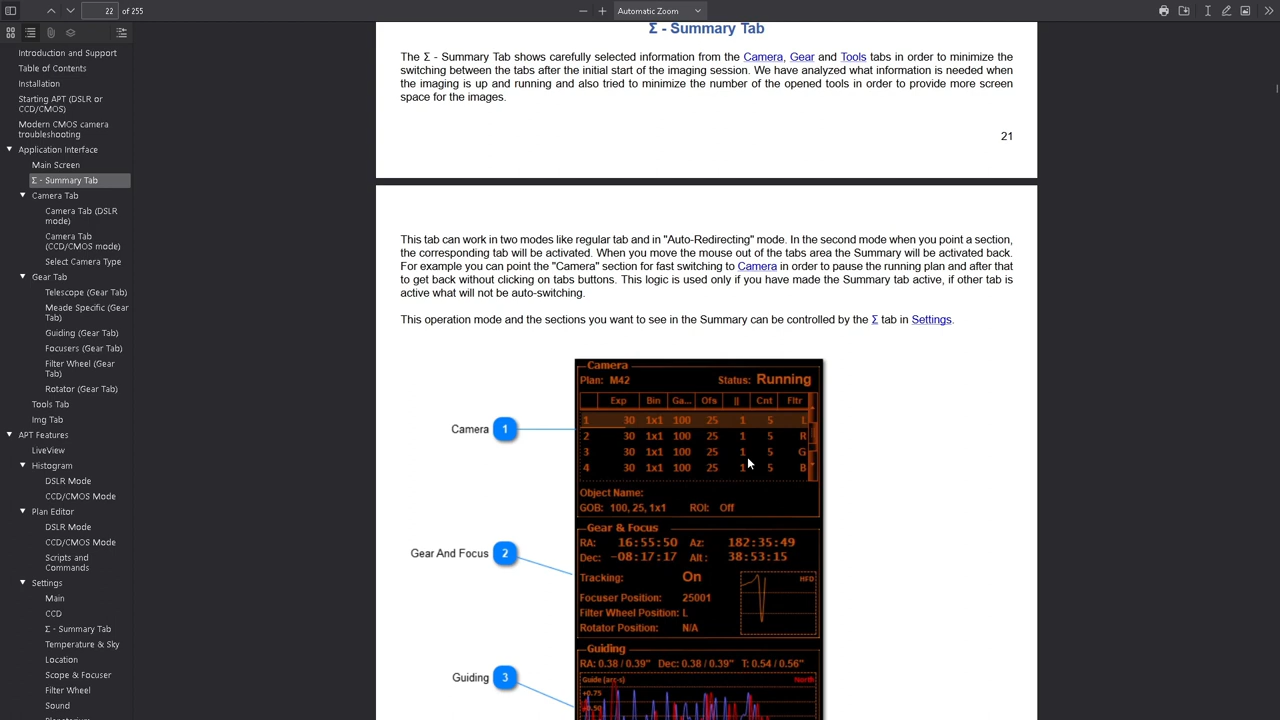 22
of 255
Automatic Zoom
Introduction and Support
Table of Contents
Installation
Starting APT (DSLR or
CCD/CMOS)
Modern CMOS camera
troubleshooting
Application Interface
Main Screen
Σ - Summary Tab
Camera Tab
Camera Tab (DSLR
mode)
Camera Tab
(CCD/CMOS mode)
Select Camera Type
Gear Tab
Telescope (Gear Tab)
Meade Specific (Gear
Tab)
Guiding (Gear Tab)
Focusers (Gear Tab)
Filter Wheel (Gear
Tab)
Rotator (Gear Tab)
Tools Tab
Img Tab
APT Features
LiveView
Histogram
DSLR Mode
CCD/CMOS Mode
Plan Editor
DSLR Mode
CCD/CMOS Mode
Scripts and
Commands
Settings
Main
CCD
Σ - Summary Tab
Temperature & Sky
Location
Scope & Focuser
Filter Wheel
Sound
Σ - Summary Tab
The Σ - Summary Tab shows carefully selected information from the Camera, Gear and Tools tabs in order to minimize the
switching between the tabs after the initial start of the imaging session. We have analyzed what information is needed when
the imaging is up and running and also tried to minimize the number of the opened tools in order to provide more screen
space for the images.
21
This tab can work in two modes like regular tab and in "Auto-Redirecting" mode. In the second mode when you point a section,
the corresponding tab will be activated. When you move the mouse out of the tabs area the Summary will be activated back.
For example you can point the "Camera" section for fast switching to Camera in order to pause the running plan and after that
to get back without clicking on tabs buttons. This logic is used only if you have made the Summary tab active, if other tab is
active what will not be auto-switching.
This operation mode and the sections you want to see in the Summary can be controlled by the Σ tab in Settings.
Camera 1
Gear And Focus 2
Guiding 3
Camera
Plan: M42 Status: Running
Exp Bin Ga... Ofs || Cnt Fltr
1 30 1x1 100 25 1 5 L
2 30 1x1 100 25 1 5 R
3 30 1x1 100 25 1 5 G
4 30 1x1 100 25 1 5 B
Object Name:
GOB: 100, 25, 1x1 ROI: Off
Gear & Focus
RA: 16:55:50 Az: 182:35:49
Dec: -08:17:17 Alt: 38:53:15
Tracking: On
HFD
Focuser Position: 25001
Filter Wheel Position: L
Rotator Position: N/A
Guiding
RA: 0.38 / 0.39" Dec: 0.38 / 0.39" T: 0.54 / 0.56"
Guide (arc-s) North
+0.75
+0.50